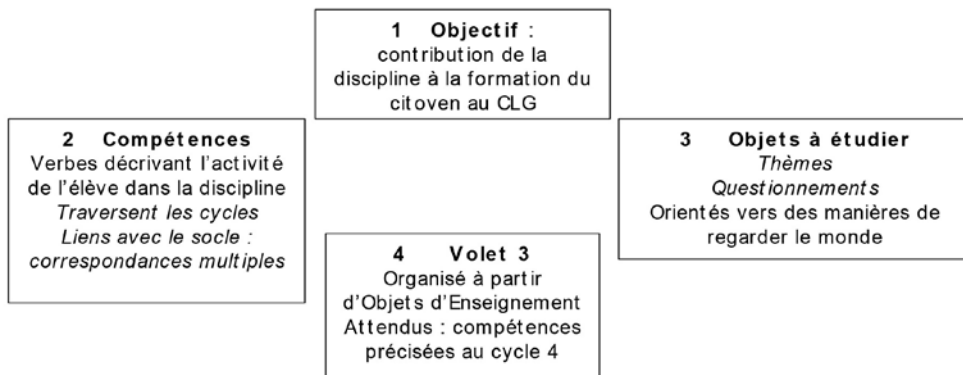 1 Objectif :
contribution de la
discipline à la formation du
citoven au CLG
2 Compétences
Verbes décrivant l'activité
de l'élève dans la discipline
Traversent les cycles
Liens avec le socle :
correspondances multiples
3 Objets à étudier
Thèmes
Questionnements
Orientés vers des manières de
regarder le monde
4 Volet 3
Organisé à partir
d'Objets d'Enseignement
Attendus : compétences
précisées au cycle 4